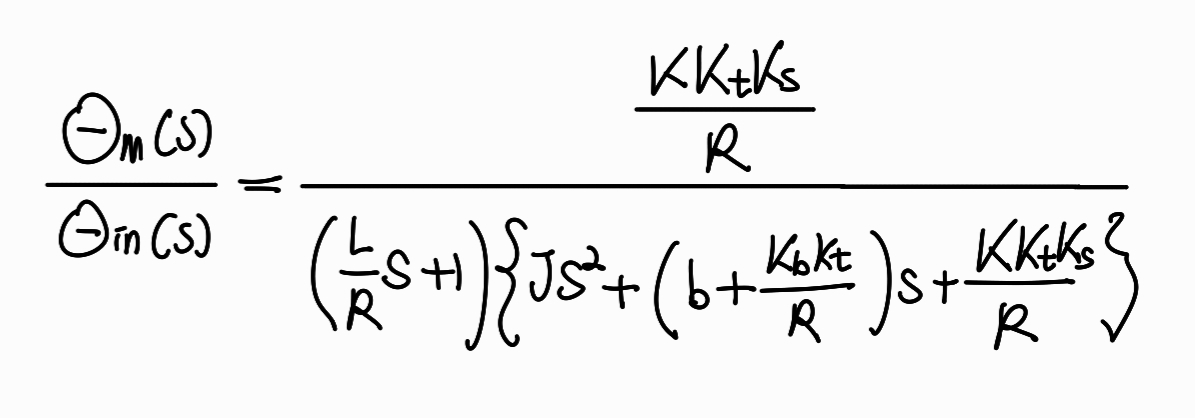 Θm(s)/Θin(s) = (KKtKs/R) / ((L/R s+1){Js²+(b+KbKt/R)s+KKtKs/R})